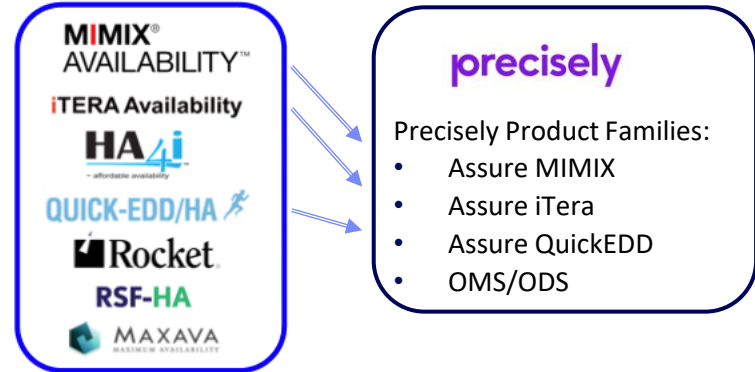 MIMIX®
AVAILABILITY™
iTERA Availability
HA4i™
– affordable availability
QUICK-EDD/HA
Rocket.
RSF-HA
MAXAVA
MAXIMUM AVAILABILITY
precisely
Precisely Product Families:
• Assure MIMIX
• Assure iTera
• Assure QuickEDD
• OMS/ODS